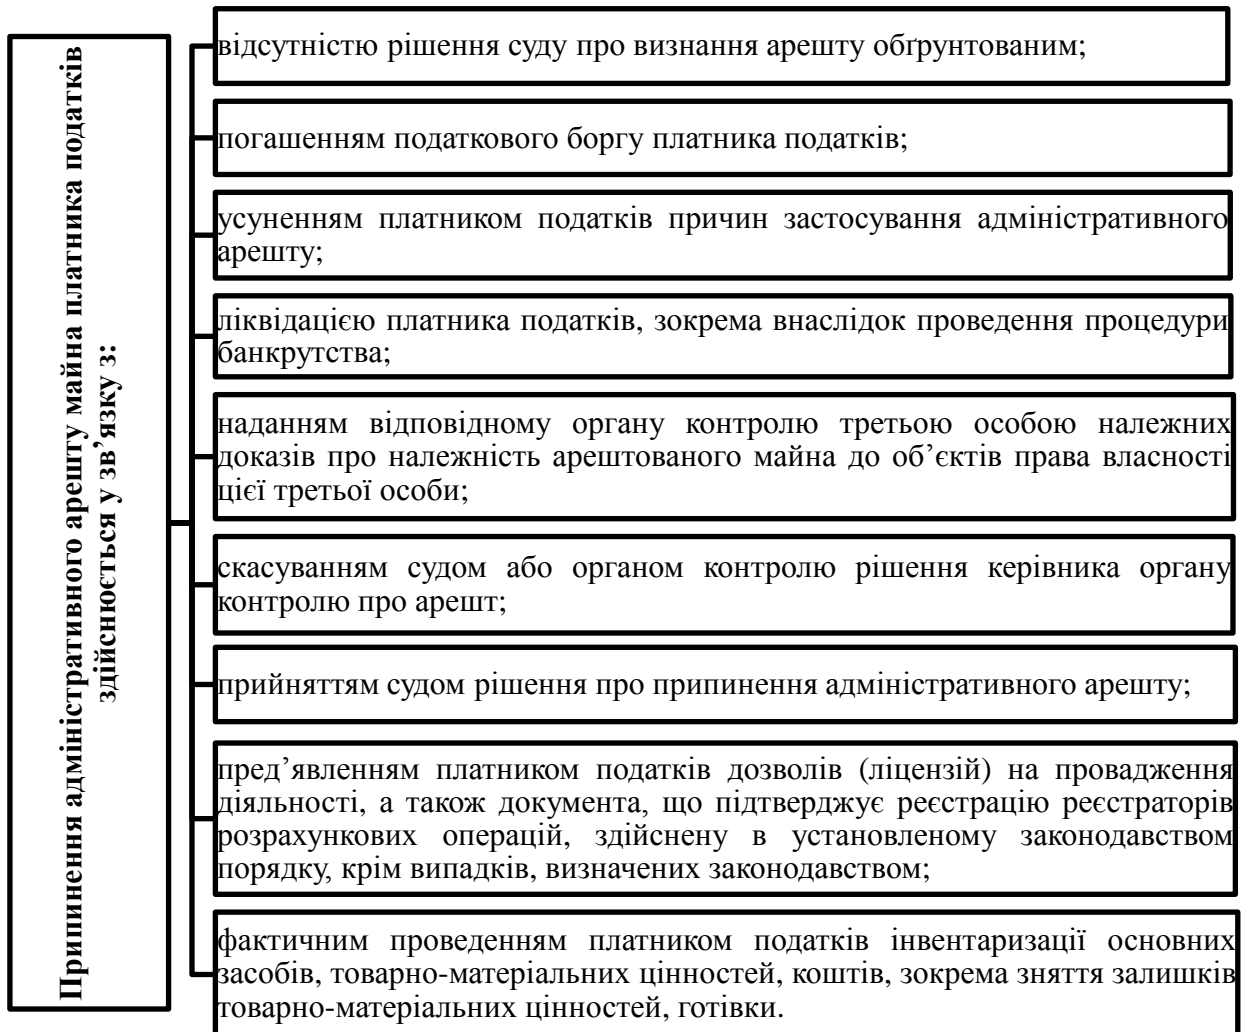 Припинення адміністративного арешту майна платника податків
здійснюється у зв’язку з:
відсутністю рішення суду про визнання арешту обґрунтованим;
погашенням податкового боргу платника податків;
усуненням платником податків причин застосування адміністративного
арешту;
ліквідацією платника податків, зокрема внаслідок проведення процедури
банкрутства;
наданням відповідному органу контролю третьою особою належних
доказів про належність арештованого майна до об’єктів права власності
цієї третьої особи;
скасуванням судом або органом контролю рішення керівника органу
контролю про арешт;
прийняттям судом рішення про припинення адміністративного арешту;
пред’явленням платником податків дозволів (ліцензій) на провадження
діяльності, а також документа, що підтверджує реєстрацію реєстраторів
розрахункових операцій, здійснену в установленому законодавством
порядку, крім випадків, визначених законодавством;
фактичним проведенням платником податків інвентаризації основних
засобів, товарно-матеріальних цінностей, коштів, зокрема зняття залишків
товарно-матеріальних цінностей, готівки.